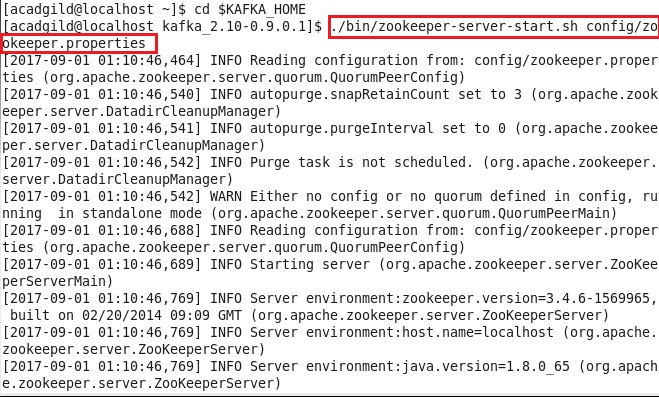 [acadgild@localhost ~]$ cd $KAFKA_HOME
[acadgild@localhost kafka_2.10-0.9.0.1]$ ./bin/zookeeper-server-start.sh config/zo
okeeper.properties
[2017-09-01 01:10:46,464] INFO Reading configuration from: config/zookeeper.proper
ties (org.apache.zookeeper.server.quorum.QuorumPeerConfig)
[2017-09-01 01:10:46,540] INFO autopurge.snapRetainCount set to 3 (org.apache.zook
eeper.server.DatadirCleanupManager)
[2017-09-01 01:10:46,541] INFO autopurge.purgeInterval set to 0 (org.apache.zookee
per.server.DatadirCleanupManager)
[2017-09-01 01:10:46,542] INFO Purge task is not scheduled. (org.apache.zookeeper.
server.DatadirCleanupManager)
[2017-09-01 01:10:46,542] WARN Either no config or no quorum defined in config, ru
nning  in standalone mode (org.apache.zookeeper.server.quorum.QuorumPeerMain)
[2017-09-01 01:10:46,688] INFO Reading configuration from: config/zookeeper.proper
ties (org.apache.zookeeper.server.quorum.QuorumPeerConfig)
[2017-09-01 01:10:46,689] INFO Starting server (org.apache.zookeeper.server.ZooKee
perServerMain)
[2017-09-01 01:10:46,769] INFO Server environment:zookeeper.version=3.4.6-1569965,
 built on 02/20/2014 09:09 GMT (org.apache.zookeeper.server.ZooKeeperServer)
[2017-09-01 01:10:46,769] INFO Server environment:host.name=localhost (org.apache.
zookeeper.server.ZooKeeperServer)
[2017-09-01 01:10:46,769] INFO Server environment:java.version=1.8.0_65 (org.apach
e.zookeeper.server.ZooKeeperServer)